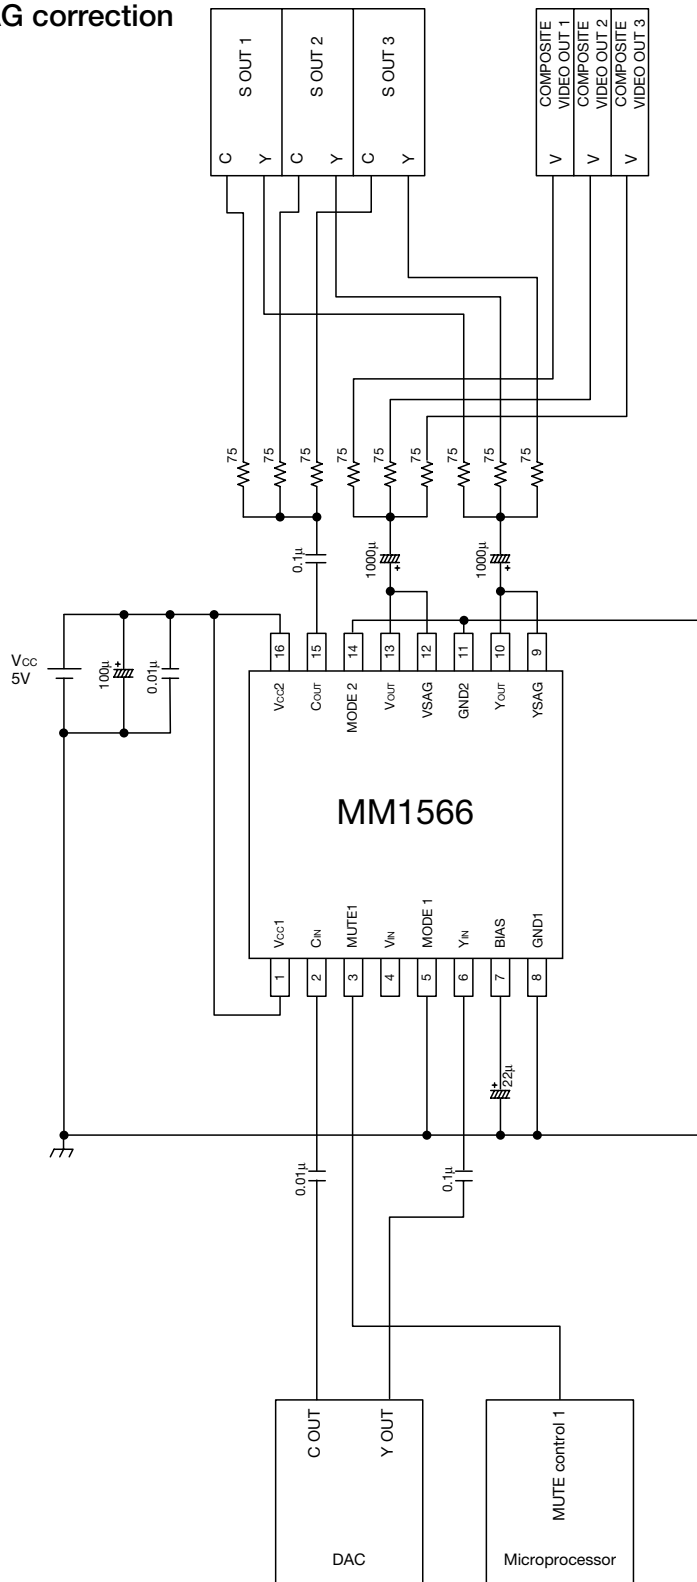 AG correction
S OUT 1
S OUT 2
S OUT 3
COMPOSITE
VIDEO OUT 1
COMPOSITE
VIDEO OUT 2
COMPOSITE
VIDEO OUT 3
C
Y
C
Y
C
Y
V
V
V
75
75
75
75
75
75
75
75
75
0.1μ
1000μ
1000μ
+
+
VCC
5V
100μ
+
0.01μ
16
15
14
13
12
11
10
9
VCC2
COUT
MODE 2
VOUT
VSAG
GND2
YOUT
YSAG
MM1566
VCC1
CIN
MUTE1
VIN
MODE 1
YIN
BIAS
GND1
1
2
3
4
5
6
7
8
+
22μ
0.01μ
0.1μ
C OUT
Y OUT
DAC
MUTE control 1
Microprocessor